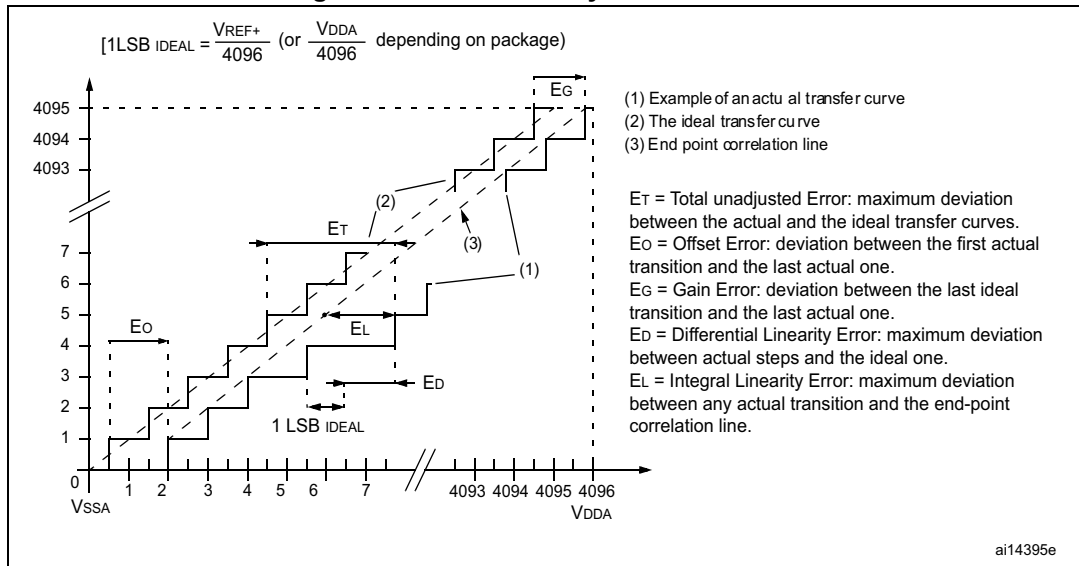 [1LSB IDEAL = VREF+ / 4096 (or VDDA / 4096 depending on package)
EG
4095
4094
4093
(1) Example of an actu al transfer curve
(2) The ideal transfer cu rve
(3) End point correlation line
(2)
ET
(3)
(1)
7
6
5
4
3
2
1
0
EO
EL
ED
1 LSB IDEAL
ET = Total unadjusted Error: maximum deviation
between the actual and the ideal transfer curves.
EO = Offset Error: deviation between the first actual
transition and the last actual one.
EG = Gain Error: deviation between the last ideal
transition and the last actual one.
ED = Differential Linearity Error: maximum deviation
between actual steps and the ideal one.
EL = Integral Linearity Error: maximum deviation
between any actual transition and the end-point
correlation line.
1 2 3 4 5 6 7 4093 4094 4095 4096
VSSA
VDDA
ai14395e